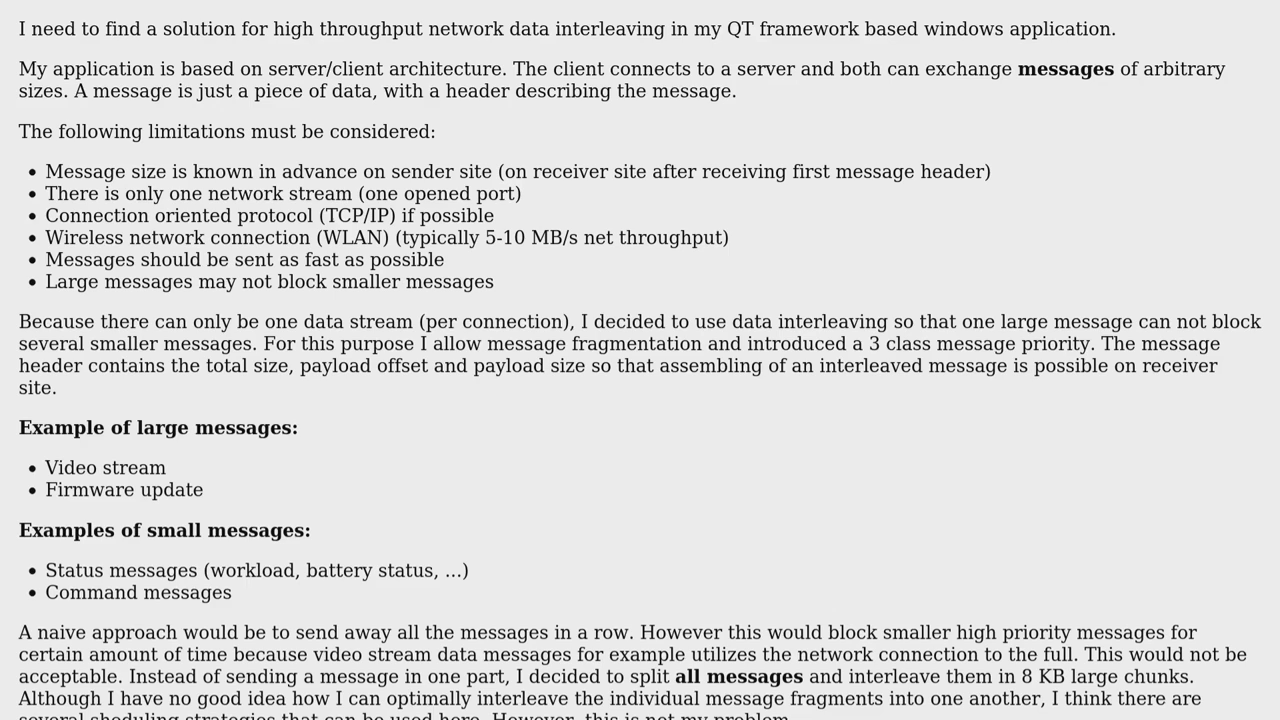 I need to find a solution for high throughput network data interleaving in my QT framework based windows application.
My application is based on server/client architecture. The client connects to a server and both can exchange messages of arbitrary
sizes. A message is just a piece of data, with a header describing the message.
The following limitations must be considered:
• Message size is known in advance on sender site (on receiver site after receiving first message header)
• There is only one network stream (one opened port)
• Connection oriented protocol (TCP/IP) if possible
• Wireless network connection (WLAN) (typically 5-10 MB/s net throughput)
• Messages should be sent as fast as possible
• Large messages may not block smaller messages
Because there can only be one data stream (per connection), I decided to use data interleaving so that one large message can not block
several smaller messages. For this purpose I allow message fragmentation and introduced a 3 class message priority. The message
header contains the total size, payload offset and payload size so that assembling of an interleaved message is possible on receiver
site.
Example of large messages:
• Video stream
• Firmware update
Examples of small messages:
• Status messages (workload, battery status, ...)
• Command messages
A naive approach would be to send away all the messages in a row. However this would block smaller high priority messages for
certain amount of time because video stream data messages for example utilizes the network connection to the full. This would not be
acceptable. Instead of sending a message in one part, I decided to split all messages and interleave them in 8 KB large chunks.
Although I have no good idea how I can optimally interleave the individual message fragments into one another, I think there are
several sheduling strategies that can be used here. However, this is not my problem.